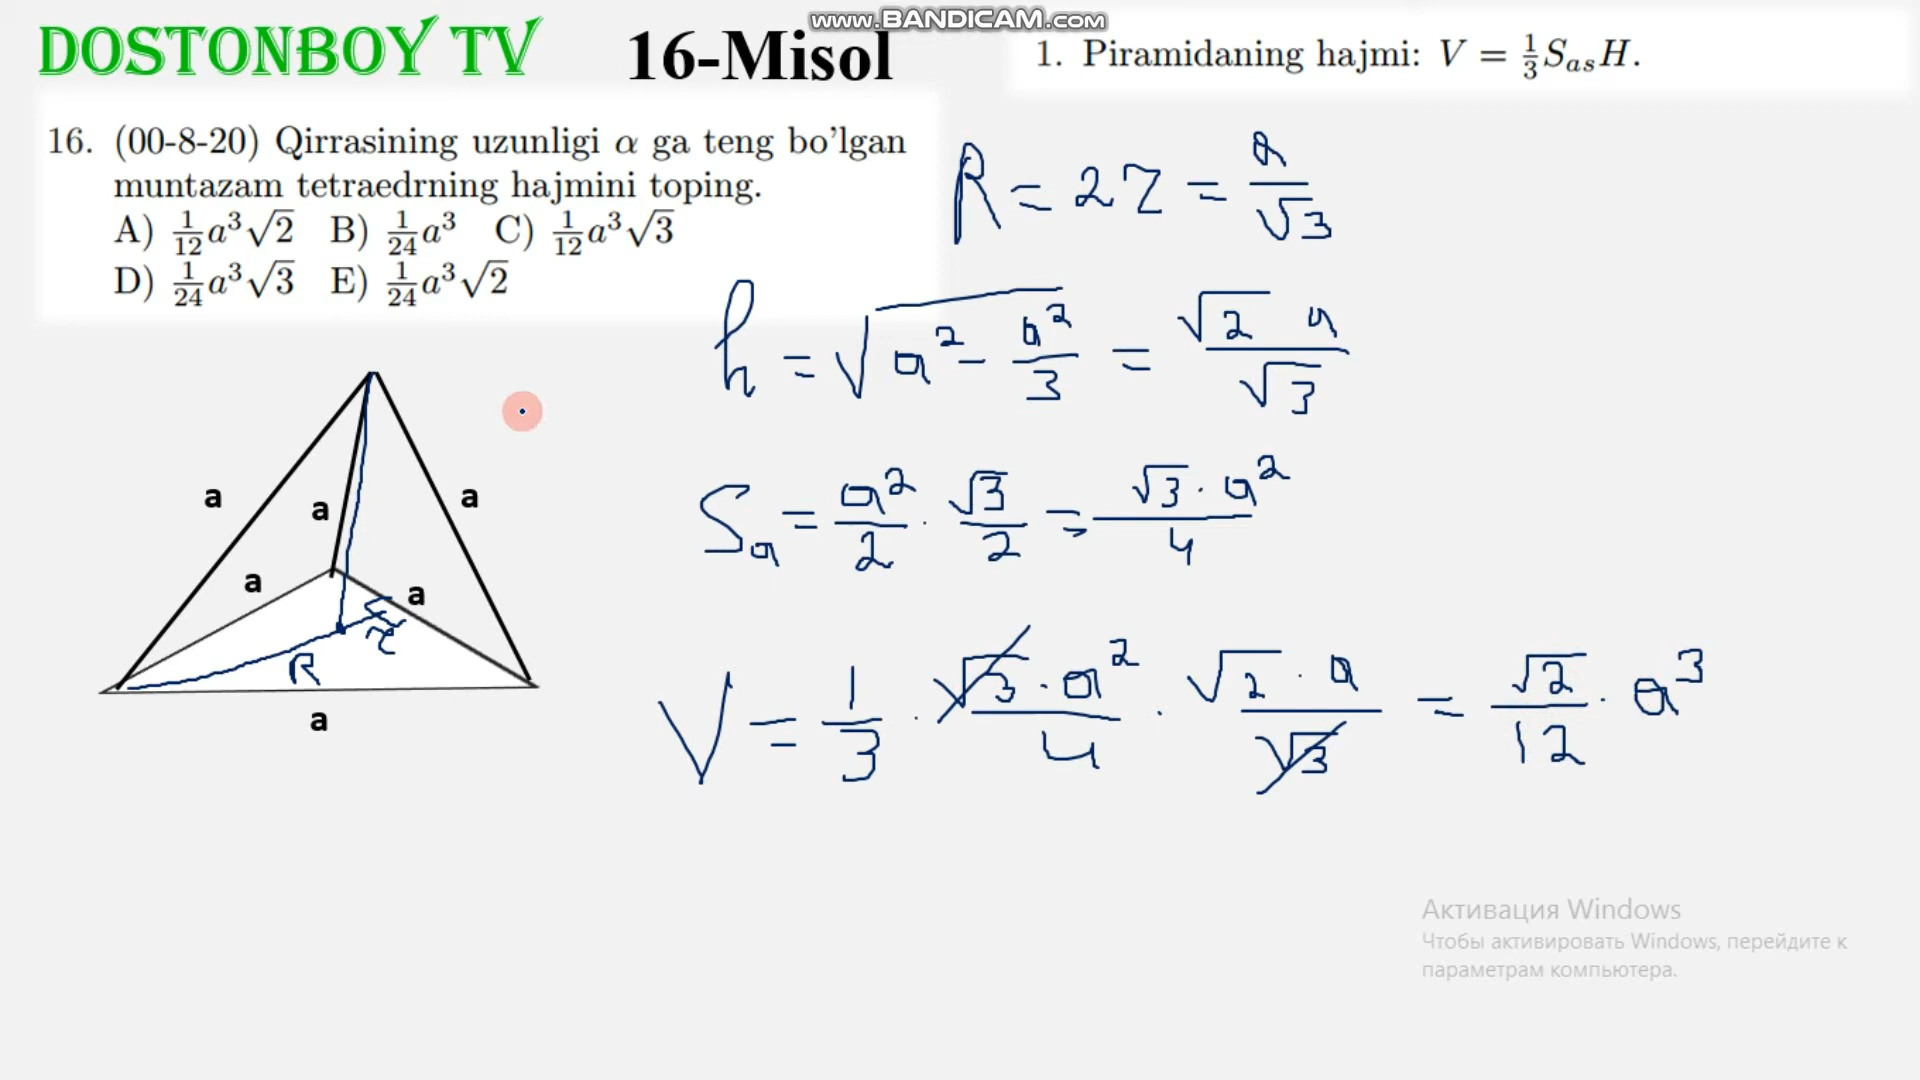 www.BANDICAM.com
DOSTONBOY TV
16-Misol
1. Piramidaning hajmi: V = 1/3 S_as H.
16. (00-8-20) Qirrasining uzunligi α ga teng bo'lgan
muntazam tetraedrning hajmini toping.
A) 1/12 a³√2 B) 1/24 a³ C) 1/12 a³√3
D) 1/24 a³√3 E) 1/24 a³√2
R = 2r = a/√3
h = √(a² - a²/3) = √2 a/√3
S_a = a²/2 · √3/2 = √3 · a²/4
V = 1/3 · √3 · a²/4 · √2 · a/√3 = √2/12 · a³
a
a
a
a
a
r
R
a
Активация Windows
Чтобы активировать Windows, перейдите к
параметрам компьютера.